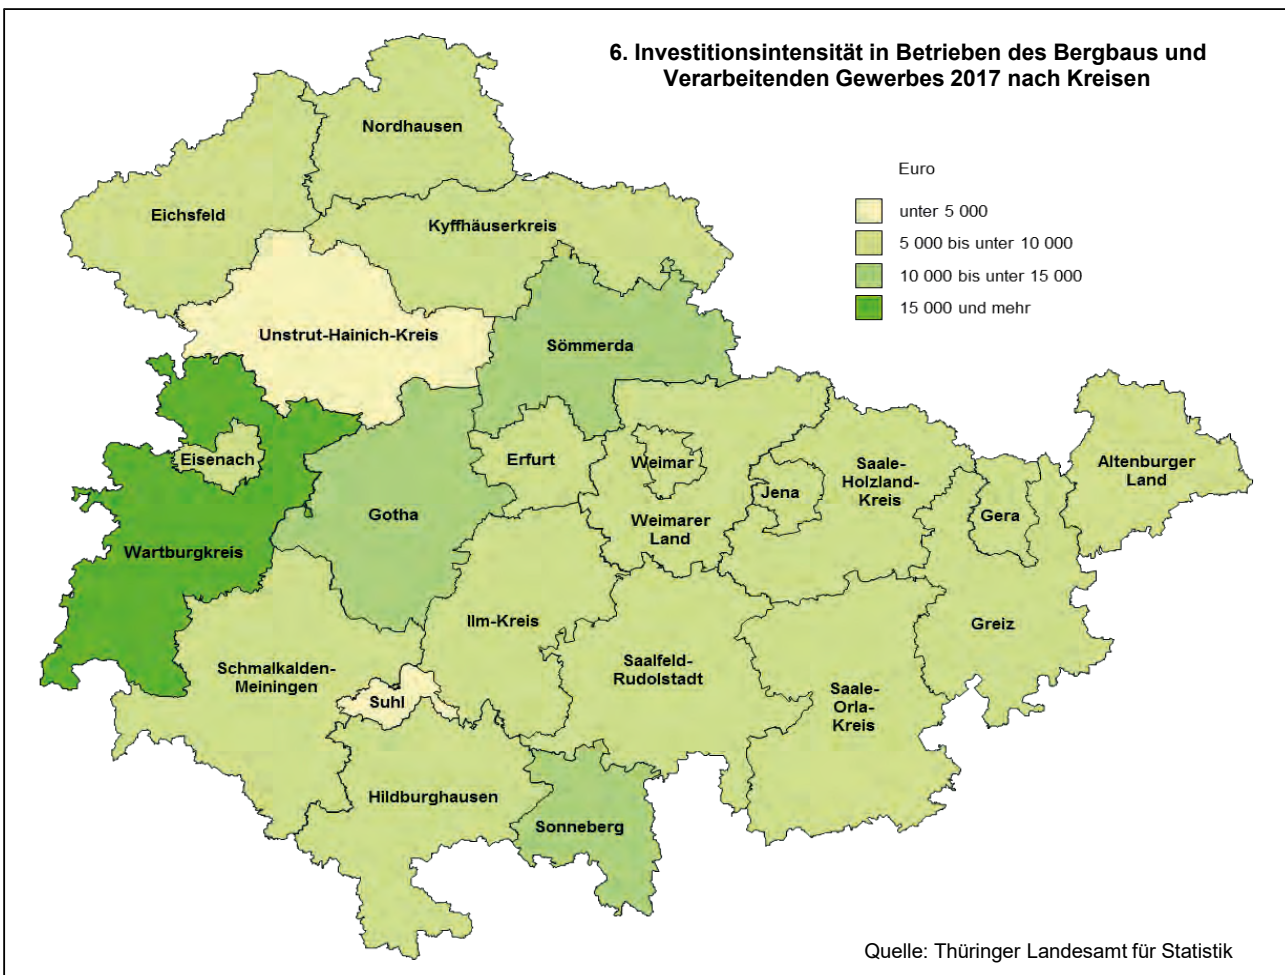 6. Investitionsintensität in Betrieben des Bergbaus und
Verarbeitenden Gewerbes 2017 nach Kreisen
Euro
unter 5 000
5 000 bis unter 10 000
10 000 bis unter 15 000
15 000 und mehr
Nordhausen
Eichsfeld
Kyffhäuserkreis
Unstrut-Hainich-Kreis
Sömmerda
Eisenach
Erfurt
Weimar
Saale-
Holzland-
Kreis
Altenburger
Land
Jena
Gotha
Gera
Weimarer
Land
Wartburgkreis
Ilm-Kreis
Greiz
Schmalkalden-
Meiningen
Saalfeld-
Rudolstadt
Suhl
Saale-
Orla-
Kreis
Hildburghausen
Sonneberg
Quelle: Thüringer Landesamt für Statistik